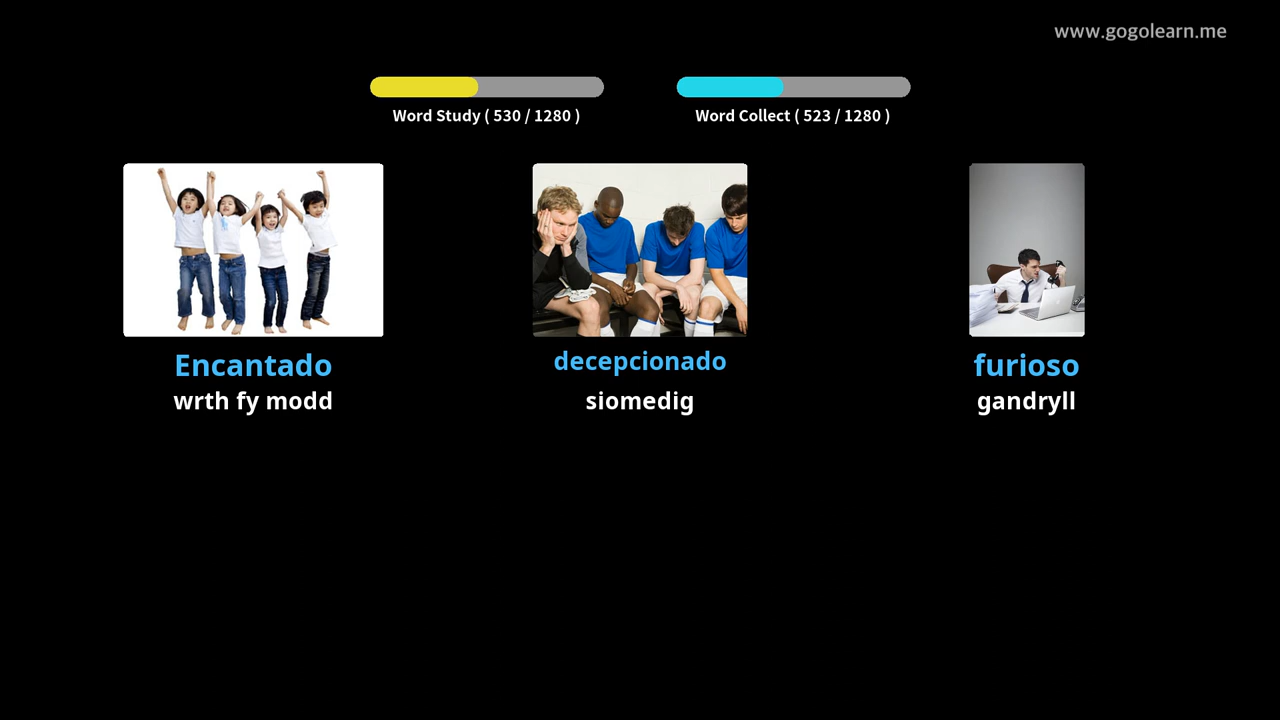 www.gogolearn.me
Word Study ( 530 / 1280 )
Word Collect ( 523 / 1280 )
Encantado
wrth fy modd
decepcionado
siomedig
furioso
gandryll